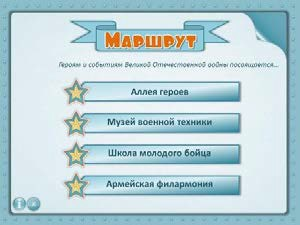 Маршрут
Героям и событиям Великой Отечественной войны посвящается...
Аллея героев
Музей военной техники
Школа молодого бойца
Армейская филармония